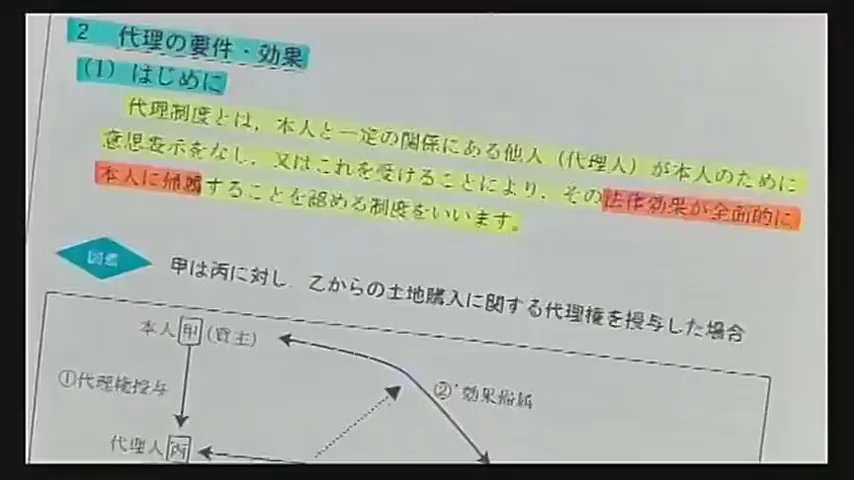 2 代理の要件・効果
(1) はじめに
代理制度とは，本人と一定の関係にある他人（代理人）が本人のために
意思表示をなし，又はこれを受けることにより，その法律効果が全面的に
本人に帰属することを認める制度をいいます。
図解
甲は丙に対し，乙からの土地購入に関する代理権を授与した場合
本人 甲 (買主)
①代理権授与
②'効果帰属
代理人 丙